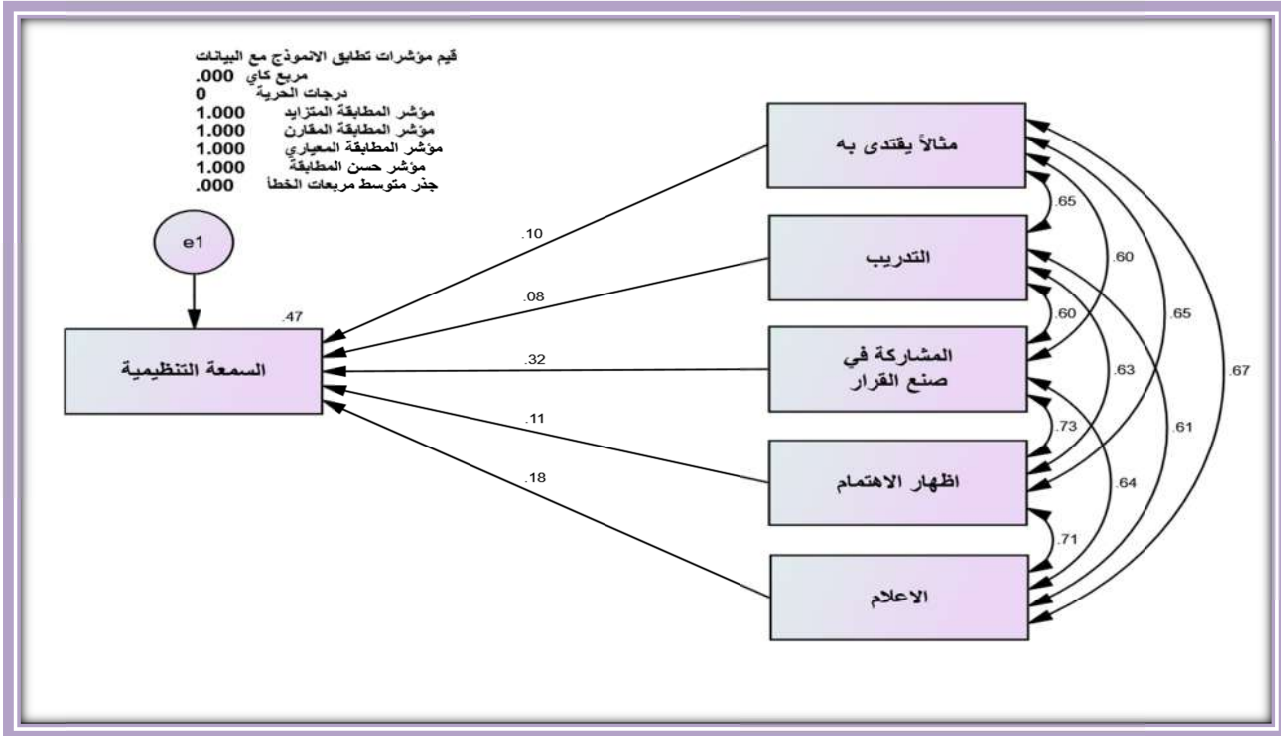 قيم مؤشرات تطابق الانموذج مع البيانات
مربع كاي .000
درجات الحرية 0
مؤشر المطابقة المتزايد 1.000
مؤشر المطابقة المقارن 1.000
مؤشر المطابقة المعياري 1.000
مؤشر حسن المطابقة 1.000
جذر متوسط مربعات الخطأ .000
e1
.47
السمعة التنظيمية
.10
.08
.32
.11
.18
مثالاً يقتدى به
التدريب
المشاركة في
صنع القرار
اظهار الاهتمام
الاعلام
.65
.60
.60
.65
.63
.67
.73
.61
.64
.71